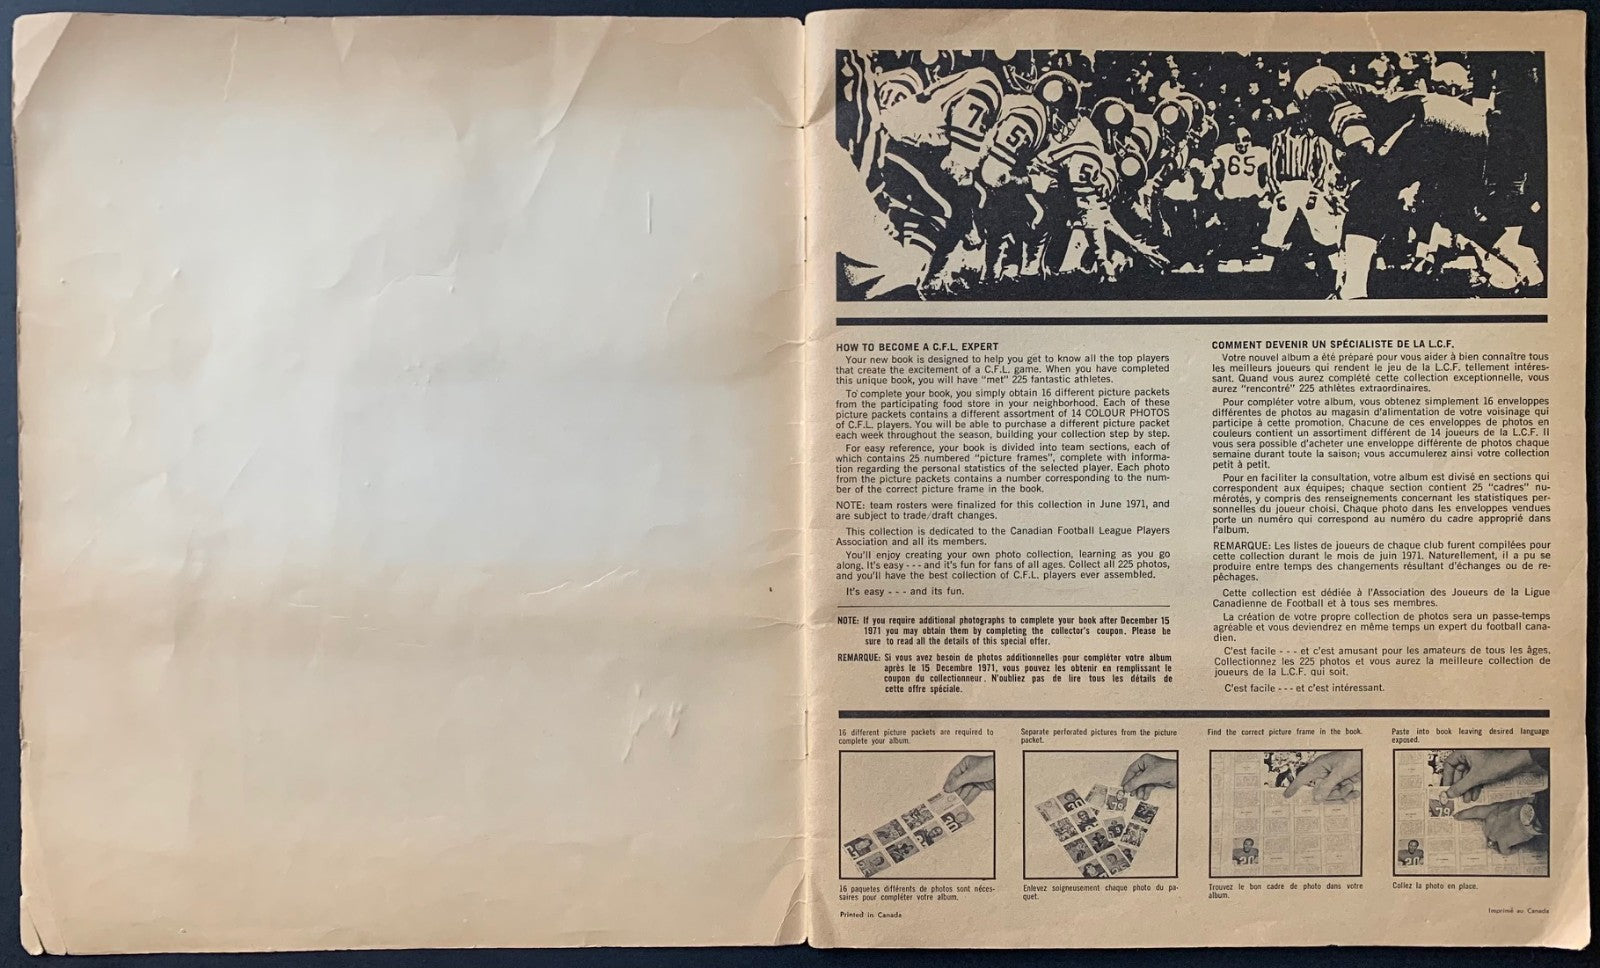 7
5
5
65
HOW TO BECOME A C.F.L. EXPERT
Your new book is designed to help you get to know all the top players
that create the excitement of a C.F.L. game. When you have completed
this unique book, you will have "met" 225 fantastic athletes.
To complete your book, you simply obtain 16 different picture packets
from the participating food store in your neighborhood. Each of these
picture packets contains a different assortment of 14 COLOUR PHOTOS
of C.F.L. players. You will be able to purchase a different picture packet
each week throughout the season, building your collection step by step.
For easy reference, your book is divided into team sections, each of
which contains 25 numbered "picture frames", complete with informa-
tion regarding the personal statistics of the selected player. Each photo
from the picture packets contains a number corresponding to the num-
ber of the correct picture frame in the book.
NOTE: team rosters were finalized for this collection in June 1971, and
are subject to trade/draft changes.
This collection is dedicated to the Canadian Football League Players
Association and all its members.
You'll enjoy creating your own photo collection, learning as you go
along. It's easy - - - and it's fun for fans of all ages. Collect all 225 photos,
and you'll have the best collection of C.F.L. players ever assembled.
It's easy - - - and its fun.
NOTE: If you require additional photographs to complete your book after December 15
1971 you may obtain them by completing the collector's coupon. Please be
sure to read all the details of this special offer.
REMARQUE: Si vous avez besoin de photos additionnelles pour compléter votre album
après le 15 Decembre 1971, vous pouvez les obtenir en remplissant le
coupon du collectionneur. N'oubliez pas de lire tous les détails de
cette offre spéciale.
COMMENT DEVENIR UN SPÉCIALISTE DE LA L.C.F.
Votre nouvel album a été préparé pour vous aider à bien connaître tous
les meilleurs joueurs qui rendent le jeu de la L.C.F. tellement intéres-
sant. Quand vous aurez complété cette collection exceptionnelle, vous
aurez "rencontré" 225 athlètes extraordinaires.
Pour compléter votre album, vous obtenez simplement 16 enveloppes
différentes de photos au magasin d'alimentation de votre voisinage qui
participe à cette promotion. Chacune de ces enveloppes de photos en
couleurs contient un assortiment différent de 14 joueurs de la L.C.F. Il
vous sera possible d'acheter une enveloppe différente de photos chaque
semaine durant toute la saison; vous accumulerez ainsi votre collection
petit à petit.
Pour en faciliter la consultation, votre album est divisé en sections qui
correspondent aux équipes; chaque section contient 25 "cadres" nu-
mérotés, y compris des renseignements concernant les statistiques per-
sonnelles du joueur choisi. Chaque photo dans les enveloppes vendues
porte un numéro qui correspond au numéro du cadre approprié dans
l'album.
REMARQUE: Les listes de joueurs de chaque club furent compilées pour
cette collection durant le mois de juin 1971. Naturellement, il a pu se
produire entre temps des changements résultant d'échanges ou de re-
pêchages.
Cette collection est dédiée à l'Association des Joueurs de la Ligue
Canadienne de Football et à tous ses membres.
La création de votre propre collection de photos sera un passe-temps
agréable et vous deviendrez en même temps un expert du football cana-
dien.
C'est facile - - - et c'est amusant pour les amateurs de tous les âges.
Collectionnez les 225 photos et vous aurez la meilleure collection de
joueurs de la L.C.F. qui soit.
C'est facile - - - et c'est intéressant.
16 different picture packets are required to
complete your album.
16 paquetes différents de photos sont néces-
saires pour compléter votre album.
Separate perforated pictures from the picture
packet.
Enlevez soigneusement chaque photo du pa-
quet.
Find the correct picture frame in the book.
20
Trouvez le bon cadre de photo dans votre
album.
Paste into book leaving desired language
exposed.
79
20
Collez la photo en place.
Printed in Canada
Imprimé au Canada